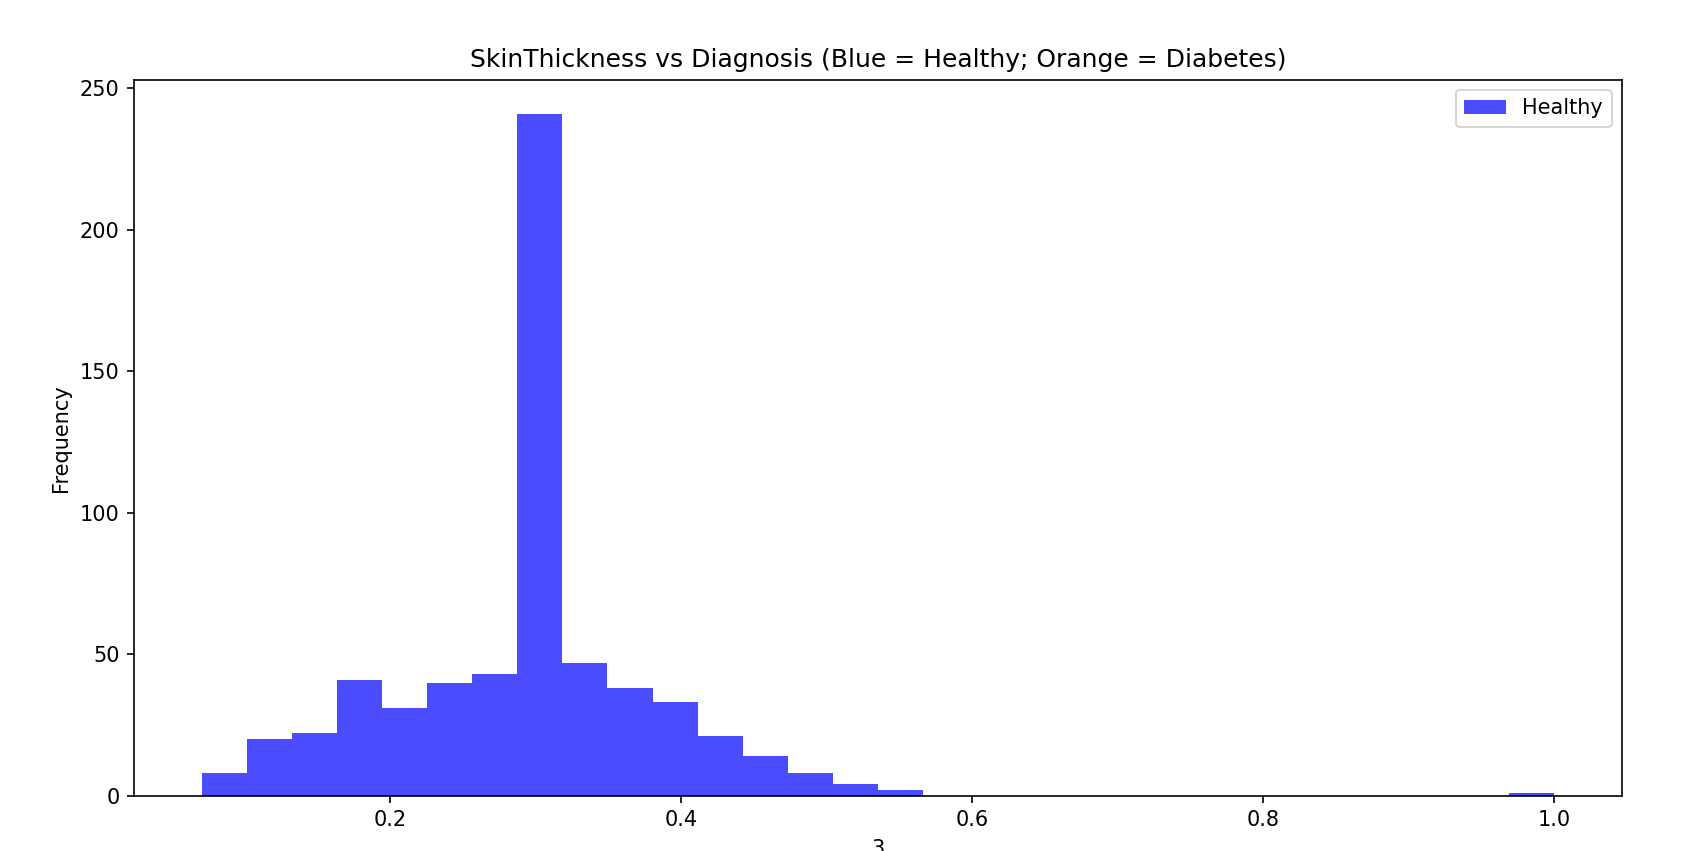 SkinThickness vs Diagnosis (Blue = Healthy; Orange = Diabetes)
Healthy
250
200
150
100
50
0
Frequency
0.2 0.4 0.6 0.8 1.0
3